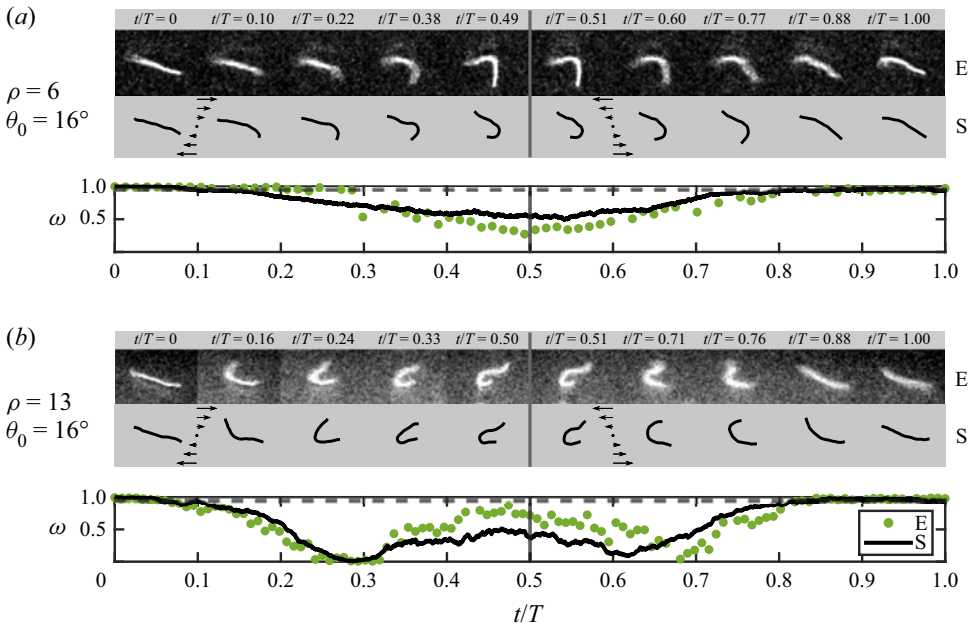 (a)
t/T = 0 t/T = 0.10 t/T = 0.22 t/T = 0.38 t/T = 0.49 t/T = 0.51 t/T = 0.60 t/T = 0.77 t/T = 0.88 t/T = 1.00
E
ρ = 6
θ0 = 16°
S
1.0
0.5
ω
0 0.1 0.2 0.3 0.4 0.5 0.6 0.7 0.8 0.9 1.0
(b)
t/T = 0 t/T = 0.16 t/T = 0.24 t/T = 0.33 t/T = 0.50 t/T = 0.51 t/T = 0.71 t/T = 0.76 t/T = 0.88 t/T = 1.00
E
ρ = 13
θ0 = 16°
S
1.0
0.5
ω
E
S
0 0.1 0.2 0.3 0.4 0.5 0.6 0.7 0.8 0.9 1.0
t/T